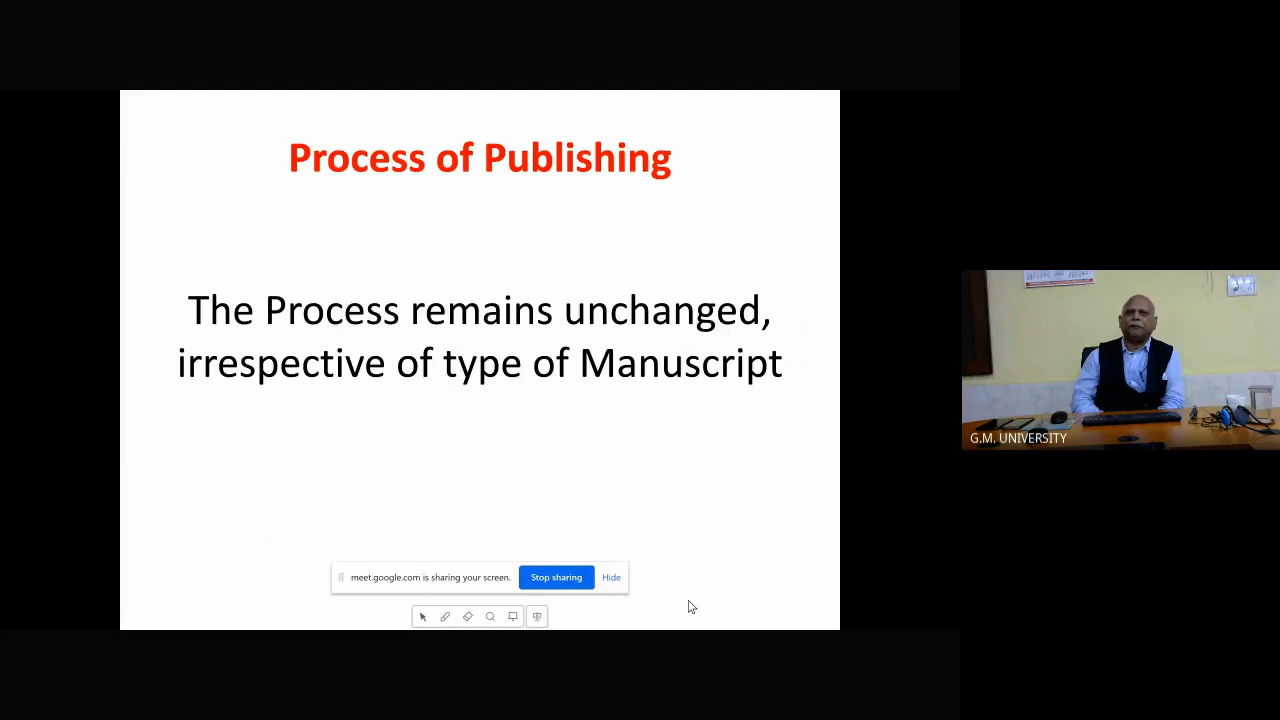 Process of Publishing
The Process remains unchanged,
irrespective of type of Manuscript
meet.google.com is sharing your screen.
Stop sharing
Hide
G.M. UNIVERSITY